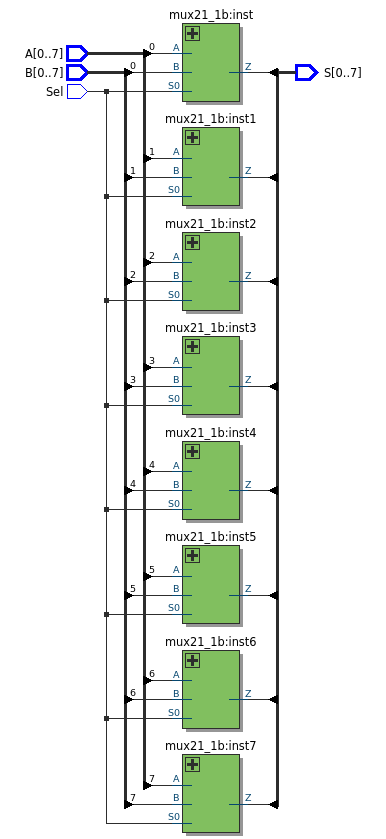 mux21_1b:inst
A[0..7] 0 A
B[0..7] 0 B Z S[0..7]
Sel S0
mux21_1b:inst1
1 A
1 B Z
S0
mux21_1b:inst2
2 A
2 B Z
S0
mux21_1b:inst3
3 A
3 B Z
S0
mux21_1b:inst4
4 A
4 B Z
S0
mux21_1b:inst5
5 A
5 B Z
S0
mux21_1b:inst6
6 A
6 B Z
S0
mux21_1b:inst7
7 A
7 B Z
S0